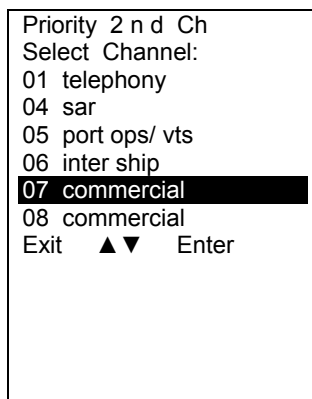 Priority 2 n d Ch
Select Channel:
01 telephony
04 sar
05 port ops/ vts
06 inter ship
07 commercial
08 commercial
Exit ▲▼ Enter